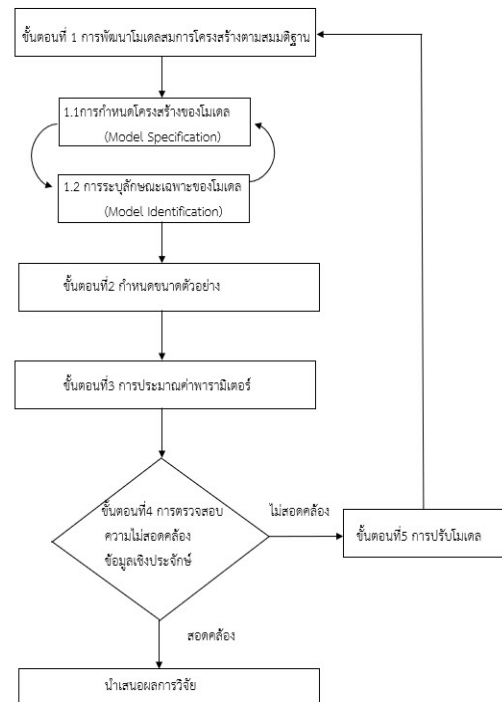 ขั้นตอนที่ 1 การพัฒนาโมเดลสมการโครงสร้างตามสมมติฐาน
1.1การกำหนดโครงสร้างของโมเดล
(Model Specification)
1.2 การระบุลักษณะเฉพาะของโมเดล
(Model Identification)
ขั้นตอนที่2 กำหนดขนาดตัวอย่าง
ขั้นตอนที่3 การประมาณค่าพารามิเตอร์
ขั้นตอนที่4 การตรวจสอบ
ความไม่สอดคล้อง
ข้อมูลเชิงประจักษ์
ไม่สอดคล้อง
ขั้นตอนที่5 การปรับโมเดล
สอดคล้อง
นำเสนอผลการวิจัย